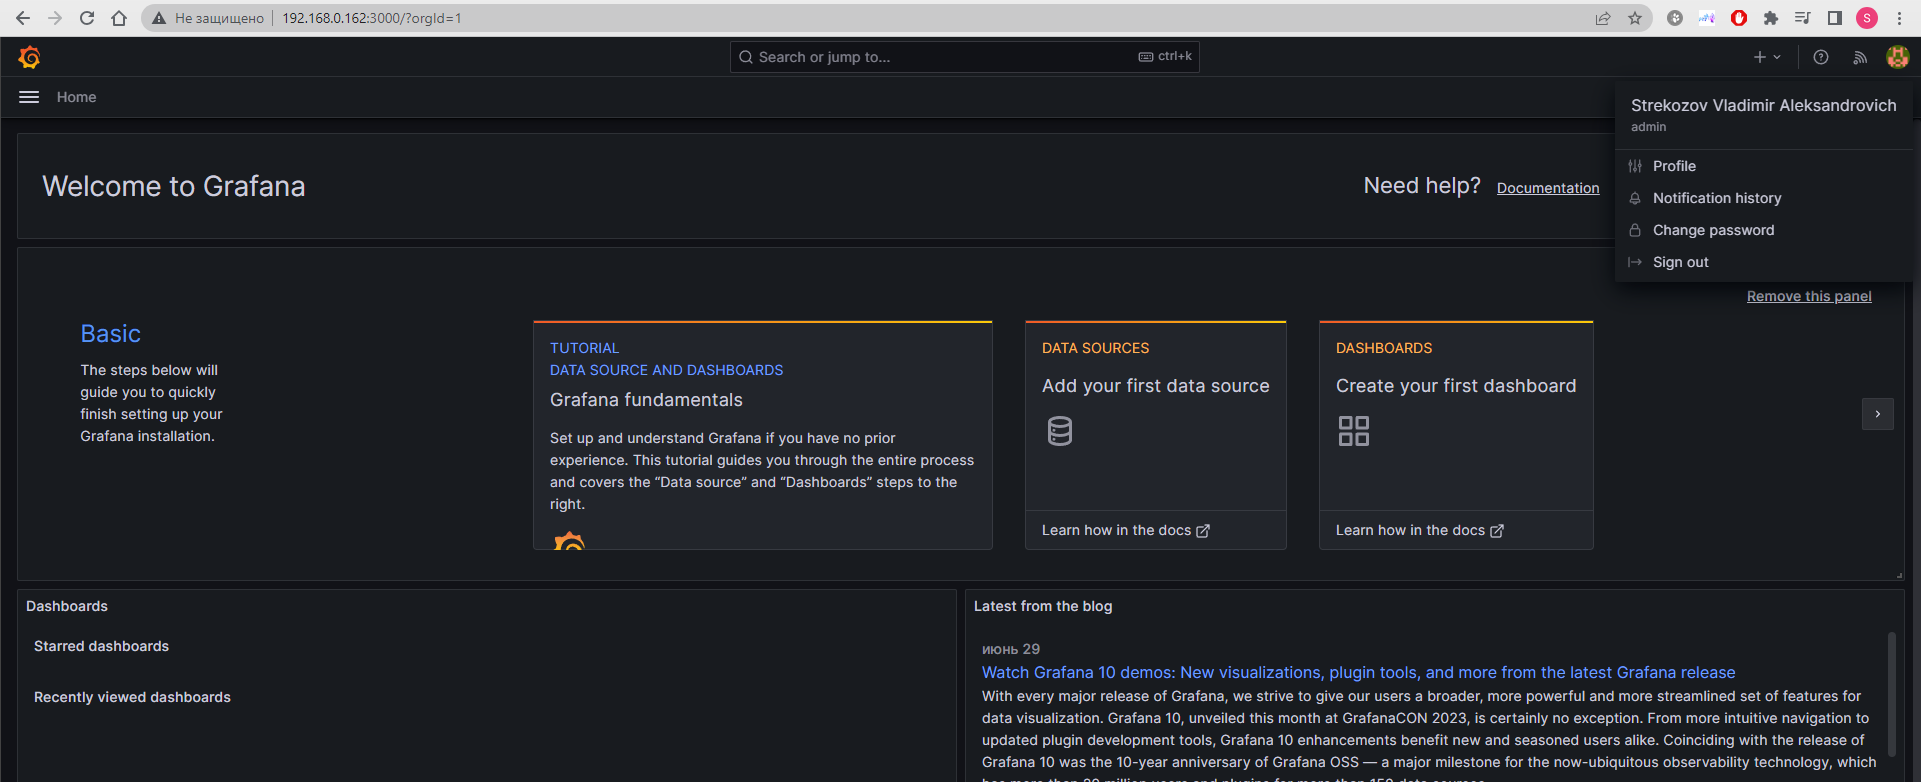 Не защищено
192.168.0.162:3000/?orgId=1
S
Search or jump to...
ctrl+k
Home
Strekozov Vladimir Aleksandrovich
admin
Profile
Notification history
Change password
Sign out
Welcome to Grafana
Need help?
Documentation
Remove this panel
Basic
The steps below will
guide you to quickly
finish setting up your
Grafana installation.
TUTORIAL
DATA SOURCE AND DASHBOARDS
Grafana fundamentals
Set up and understand Grafana if you have no prior
experience. This tutorial guides you through the entire process
and covers the “Data source” and “Dashboards” steps to the
right.
DATA SOURCES
Add your first data source
Learn how in the docs
DASHBOARDS
Create your first dashboard
Learn how in the docs
Dashboards
Starred dashboards
Recently viewed dashboards
Latest from the blog
июнь 29
Watch Grafana 10 demos: New visualizations, plugin tools, and more from the latest Grafana release
With every major release of Grafana, we strive to give our users a broader, more powerful and more streamlined set of features for
data visualization. Grafana 10, unveiled this month at GrafanaCON 2023, is certainly no exception. From more intuitive navigation to
updated plugin development tools, Grafana 10 enhancements benefit new and seasoned users alike. Coinciding with the release of
Grafana 10 was the 10-year anniversary of Grafana OSS — a major milestone for the now-ubiquitous observability technology, which